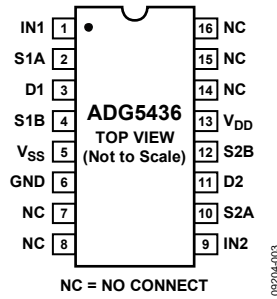 IN1 1 16 NC
S1A 2 15 NC
D1 3 14 NC
S1B 4 13 VDD
VSS 5 12 S2B
GND 6 11 D2
NC 7 10 S2A
NC 8 9 IN2
ADG5436
TOP VIEW
(Not to Scale)
NC = NO CONNECT
09204-003